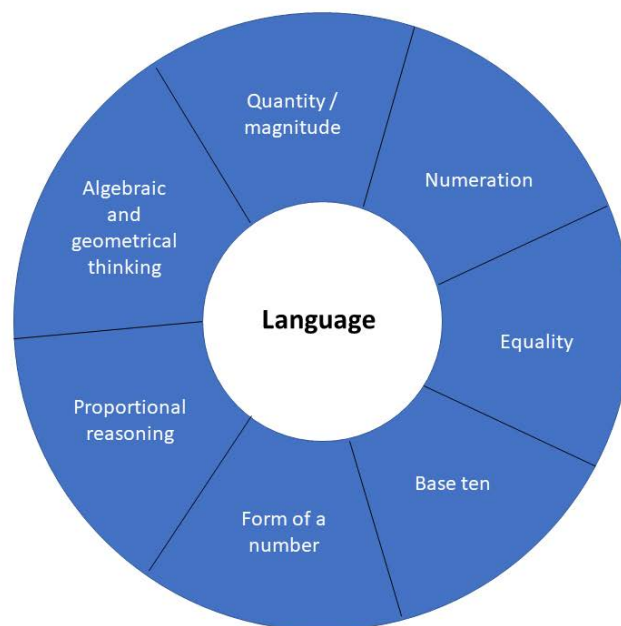 Quantity /
magnitude
Numeration
Equality
Base ten
Form of a
number
Proportional
reasoning
Algebraic
and
geometrical
thinking
Language